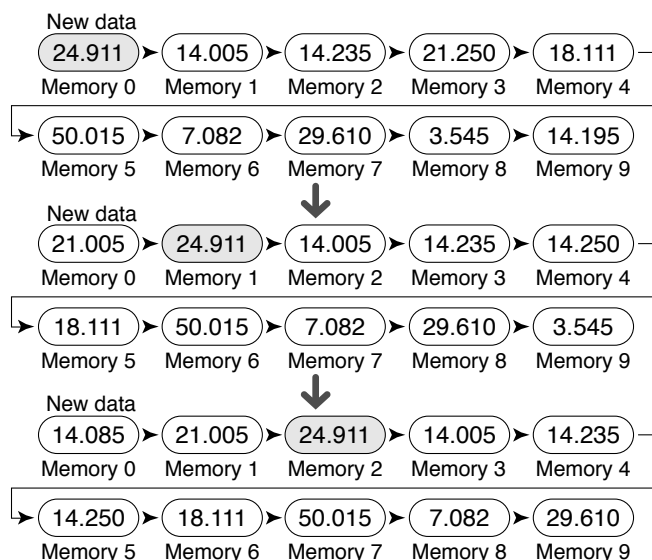 New data
24.911 14.005 14.235 21.250 18.111
Memory 0 Memory 1 Memory 2 Memory 3 Memory 4
50.015 7.082 29.610 3.545 14.195
Memory 5 Memory 6 Memory 7 Memory 8 Memory 9
New data
21.005 24.911 14.005 14.235 14.250
Memory 0 Memory 1 Memory 2 Memory 3 Memory 4
18.111 50.015 7.082 29.610 3.545
Memory 5 Memory 6 Memory 7 Memory 8 Memory 9
New data
14.085 21.005 24.911 14.005 14.235
Memory 0 Memory 1 Memory 2 Memory 3 Memory 4
14.250 18.111 50.015 7.082 29.610
Memory 5 Memory 6 Memory 7 Memory 8 Memory 9